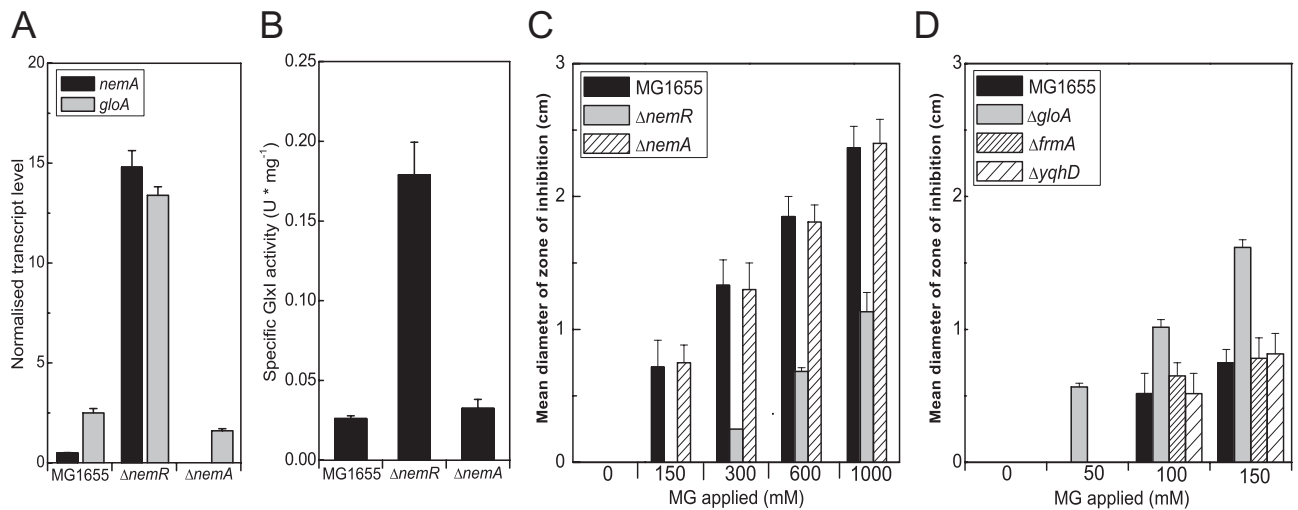 A
Normalised transcript level
20
15
10
5
0
nemA
gloA
MG1655 ΔnemR ΔnemA
B
Specific GlxI activity (U * mg⁻¹)
0.25
0.20
0.15
0.10
0.05
0.00
MG1655 ΔnemR ΔnemA
C
Mean diameter of zone of inhibition (cm)
3
2
1
0
MG1655
ΔnemR
ΔnemA
0 150 300 600 1000
MG applied (mM)
D
Mean diameter of zone of inhibition (cm)
3
2
1
0
MG1655
ΔgloA
ΔfrmA
ΔyqhD
0 50 100 150
MG applied (mM)